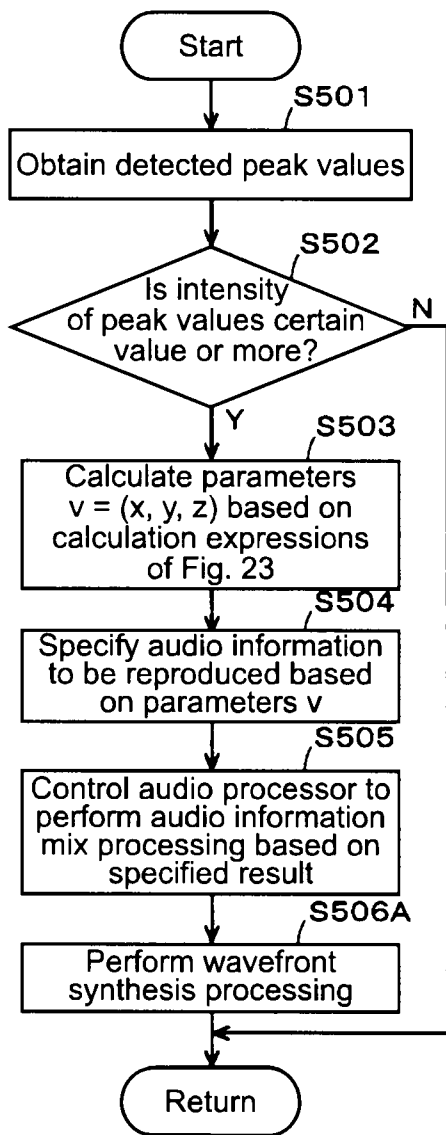 Start
S501
Obtain detected peak values
S502
Is intensity
of peak values certain
value or more?
N
Y
S503
Calculate parameters
v = (x, y, z) based on
calculation expressions
of Fig. 23
S504
Specify audio information
to be reproduced based
on parameters v
S505
Control audio processor to
perform audio information
mix processing based on
specified result
S506A
Perform wavefront
synthesis processing
Return